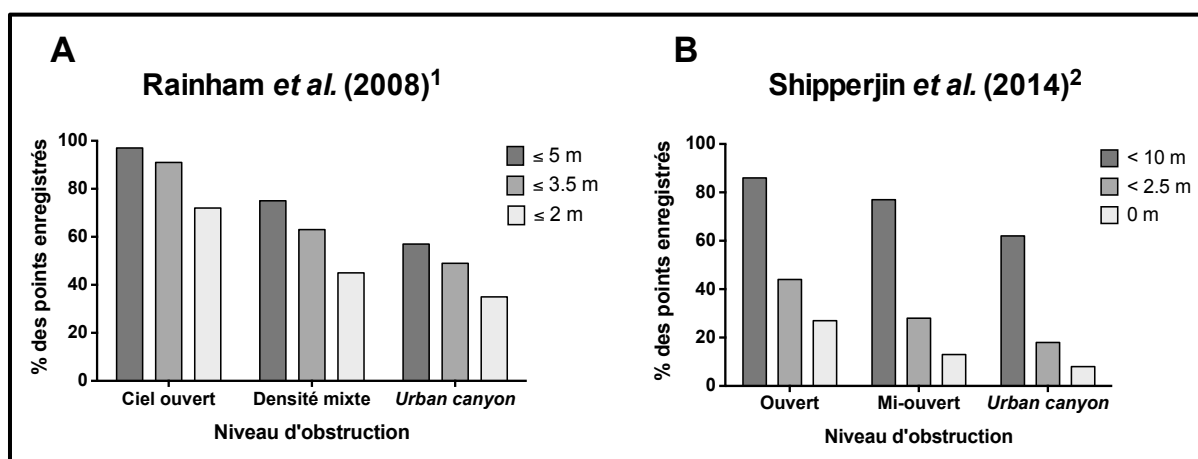 A
Rainham et al. (2008)1
% des points enregistrés
100
80
60
40
20
0
≤ 5 m
≤ 3.5 m
≤ 2 m
Ciel ouvert
Densité mixte
Urban canyon
Niveau d'obstruction
B
Shipperjin et al. (2014)2
% des points enregistrés
100
80
60
40
20
0
< 10 m
< 2.5 m
0 m
Ouvert
Mi-ouvert
Urban canyon
Niveau d'obstruction